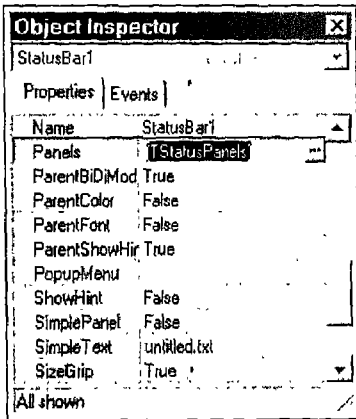 Object Inspector
StatusBar1
Properties Events
Name StatusBar1
Panels (TStatusPanels)
ParentBiDiMod True
ParentColor False
ParentFont False
ParentShowHin True
PopupMenu
ShowHint False
SimplePanel False
SimpleText untitled.txt
SizeGrip True
All shown